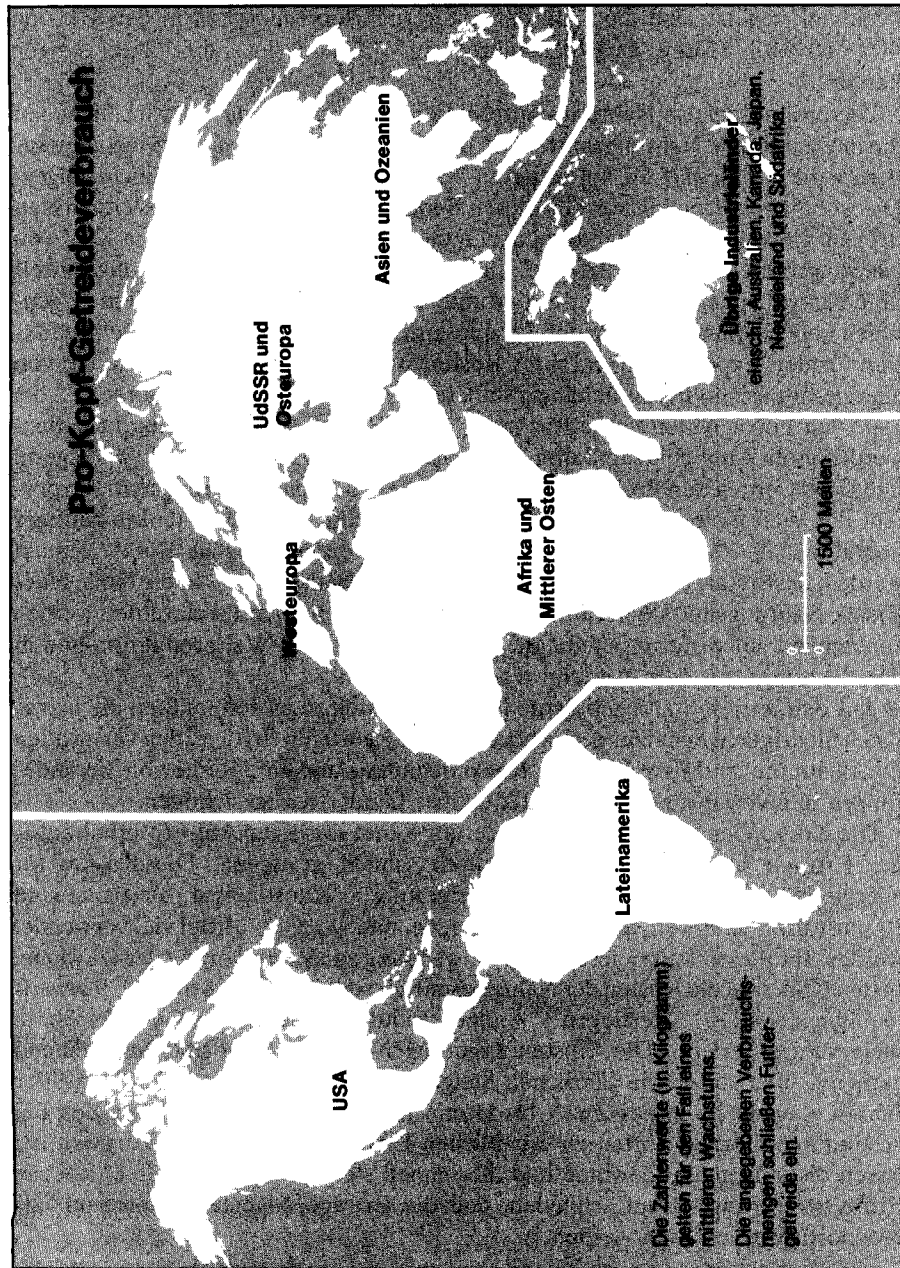 Pro-Kopf-Getreideverbrauch
USA
Lateinamerika
Westeuropa
UdSSR und
Osteuropa
Afrika und
Mittlerer Osten
Asien und Ozeanien
Übrige Industrieländer
einschl. Australien, Kanada, Japan,
Neuseeland und Südafrika.
0
0
1500 Meilen
Die Zahlenwerte (in Kilogramm)
gelten für den Fall eines
mittleren Wachstums.
Die angegebenen Verbrauchs-
mengen schließen Futter-
getreide ein.